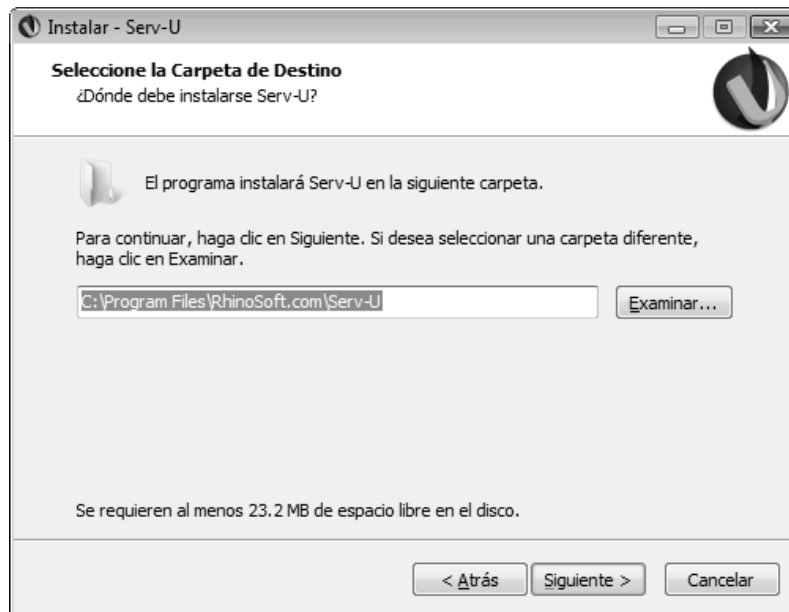 Instalar - Serv-U
Seleccione la Carpeta de Destino
¿Dónde debe instalarse Serv-U?
El programa instalará Serv-U en la siguiente carpeta.
Para continuar, haga clic en Siguiente. Si desea seleccionar una carpeta diferente,
haga clic en Examinar.
C:\Program Files\RhinoSoft.com\Serv-U
Examinar...
Se requieren al menos 23.2 MB de espacio libre en el disco.
< Atrás Siguiente > Cancelar